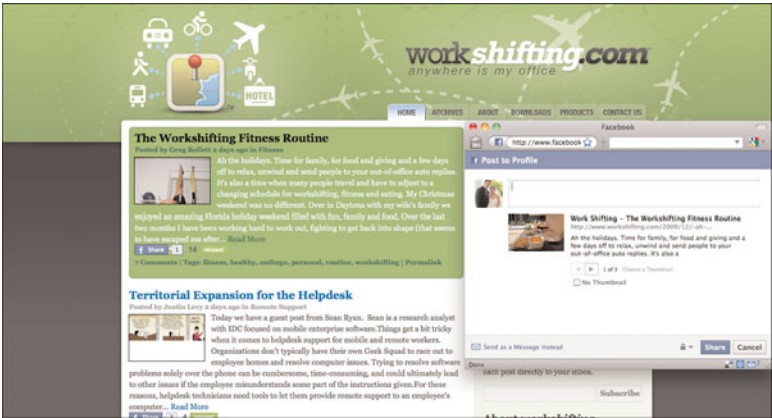 workshifting.com
anywhere is my office
HOTEL
HOME ARCHIVES ABOUT DOWNLOADS PRODUCTS CONTACT US
The Workshifting Fitness Routine
Posted by Greg Rollett 2 days ago in Fitness
Ah the holidays. Time for family, for food and giving and a few days
off to relax, unwind and send people to your out-of-office auto replies.
It's also a time when many people travel and have to adjust to a
changing schedule for workshifting, fitness and eating. My Christmas
weekend was no different. Over in Daytona with my wife's family we
enjoyed an amazing Florida holiday weekend filled with fun, family and food. Over the last
two months I have been working hard to work out, fighting to get back into shape (that seems
to have escaped me after... Read More
Share 1 14
7 Comments | Tags: fitness, healthy, unthego, personal, routine, workshifting | Permalink
Territorial Expansion for the Helpdesk
Posted by Justin Levy 2 days ago in Remote Support
Today we have a guest post from Sean Ryan. Sean is a research analyst
with IDC focused on mobile enterprise software.Things get a bit tricky
when it comes to helpdesk support for mobile and remote workers.
Organizations don't typically have their own Geek Squad to race out to
employee homes and resolve computer issues. Trying to resolve software
problems solely over the phone can be cumbersome, time-consuming, and could ultimately lead
to other issues if the employee misunderstands some part of the instructions given.For these
reasons, helpdesk technicians need tools to let them provide remote support to an employee's
computer... Read More
Facebook
http://www.facebook
Post to Profile
Work Shifting - The Workshifting Fitness Routine
http://www.workshifting.com/2009/12/-ah-...
Ah the holidays. Time for family, for food and giving and a
few days off to relax, unwind and send people to your
out-of-office auto replies. It's also a
1 of 3 Choose a Thumbnail
No Thumbnail
Send as a Message instead
Share Cancel
Done
each post directly to your inbox.
Subscribe